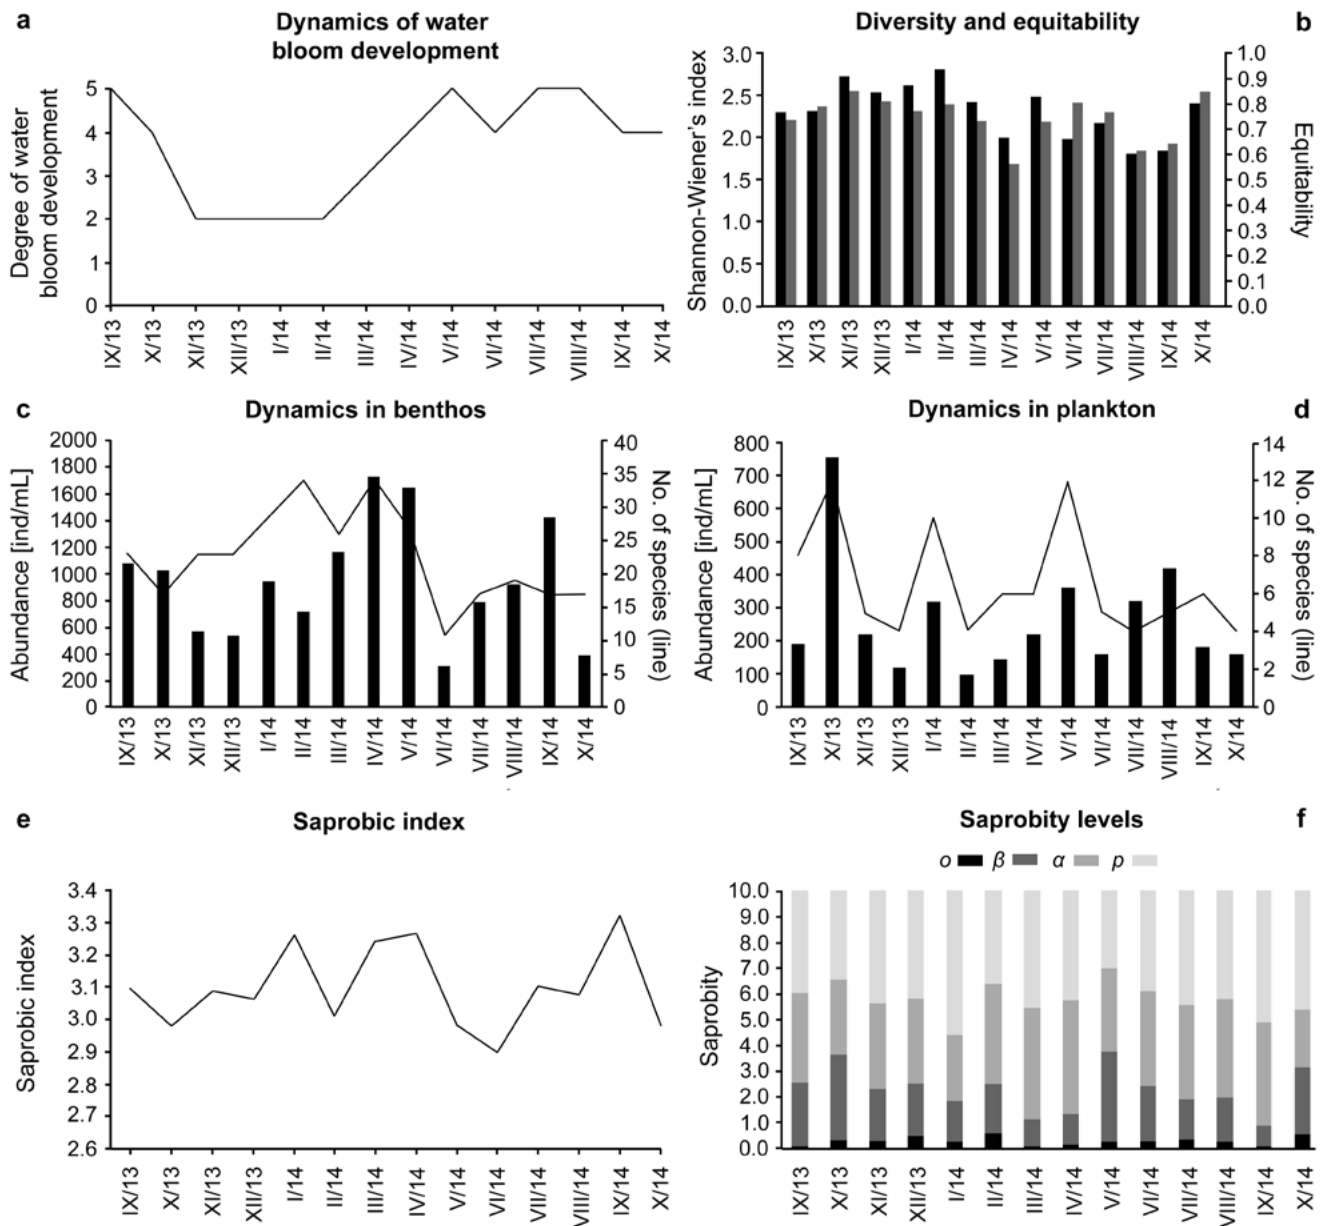 a
Dynamics of water
bloom development
Degree of water
bloom development
5
4
3
2
1
0
IX/13 X/13 XI/13 XII/13 I/14 II/14 III/14 IV/14 V/14 VI/14 VII/14 VIII/14 IX/14 X/14
Diversity and equitability
b
Shannon-Wiener's index
3.0
2.5
2.0
1.5
1.0
0.5
0.0
1.0
0.9
0.8
0.7
0.6
0.5
0.4
0.3
0.2
0.1
0.0
Equitability
IX/13 X/13 XI/13 XII/13 I/14 II/14 III/14 IV/14 V/14 VI/14 VII/14 VIII/14 IX/14 X/14
c
Dynamics in benthos
Abundance [ind/mL]
2000
1800
1600
1400
1200
1000
800
600
400
200
0
40
35
30
25
20
15
10
5
0
No. of species (line)
IX/13 X/13 XI/13 XII/13 I/14 II/14 III/14 IV/14 V/14 VI/14 VII/14 VIII/14 IX/14 X/14
Dynamics in plankton
d
Abundance [ind/mL]
800
700
600
500
400
300
200
100
0
14
12
10
8
6
4
2
0
No. of species (line)
IX/13 X/13 XI/13 XII/13 I/14 II/14 III/14 IV/14 V/14 VI/14 VII/14 VIII/14 IX/14 X/14
e
Saprobic index
Saprobic index
3.4
3.3
3.2
3.1
3.0
2.9
2.8
2.7
2.6
IX/13 X/13 XI/13 XII/13 I/14 II/14 III/14 IV/14 V/14 VI/14 VII/14 VIII/14 IX/14 X/14
Saprobity levels
f
o β α p
Saprobity
10.0
9.0
8.0
7.0
6.0
5.0
4.0
3.0
2.0
1.0
0.0
IX/13 X/13 XI/13 XII/13 I/14 II/14 III/14 IV/14 V/14 VI/14 VII/14 VIII/14 IX/14 X/14